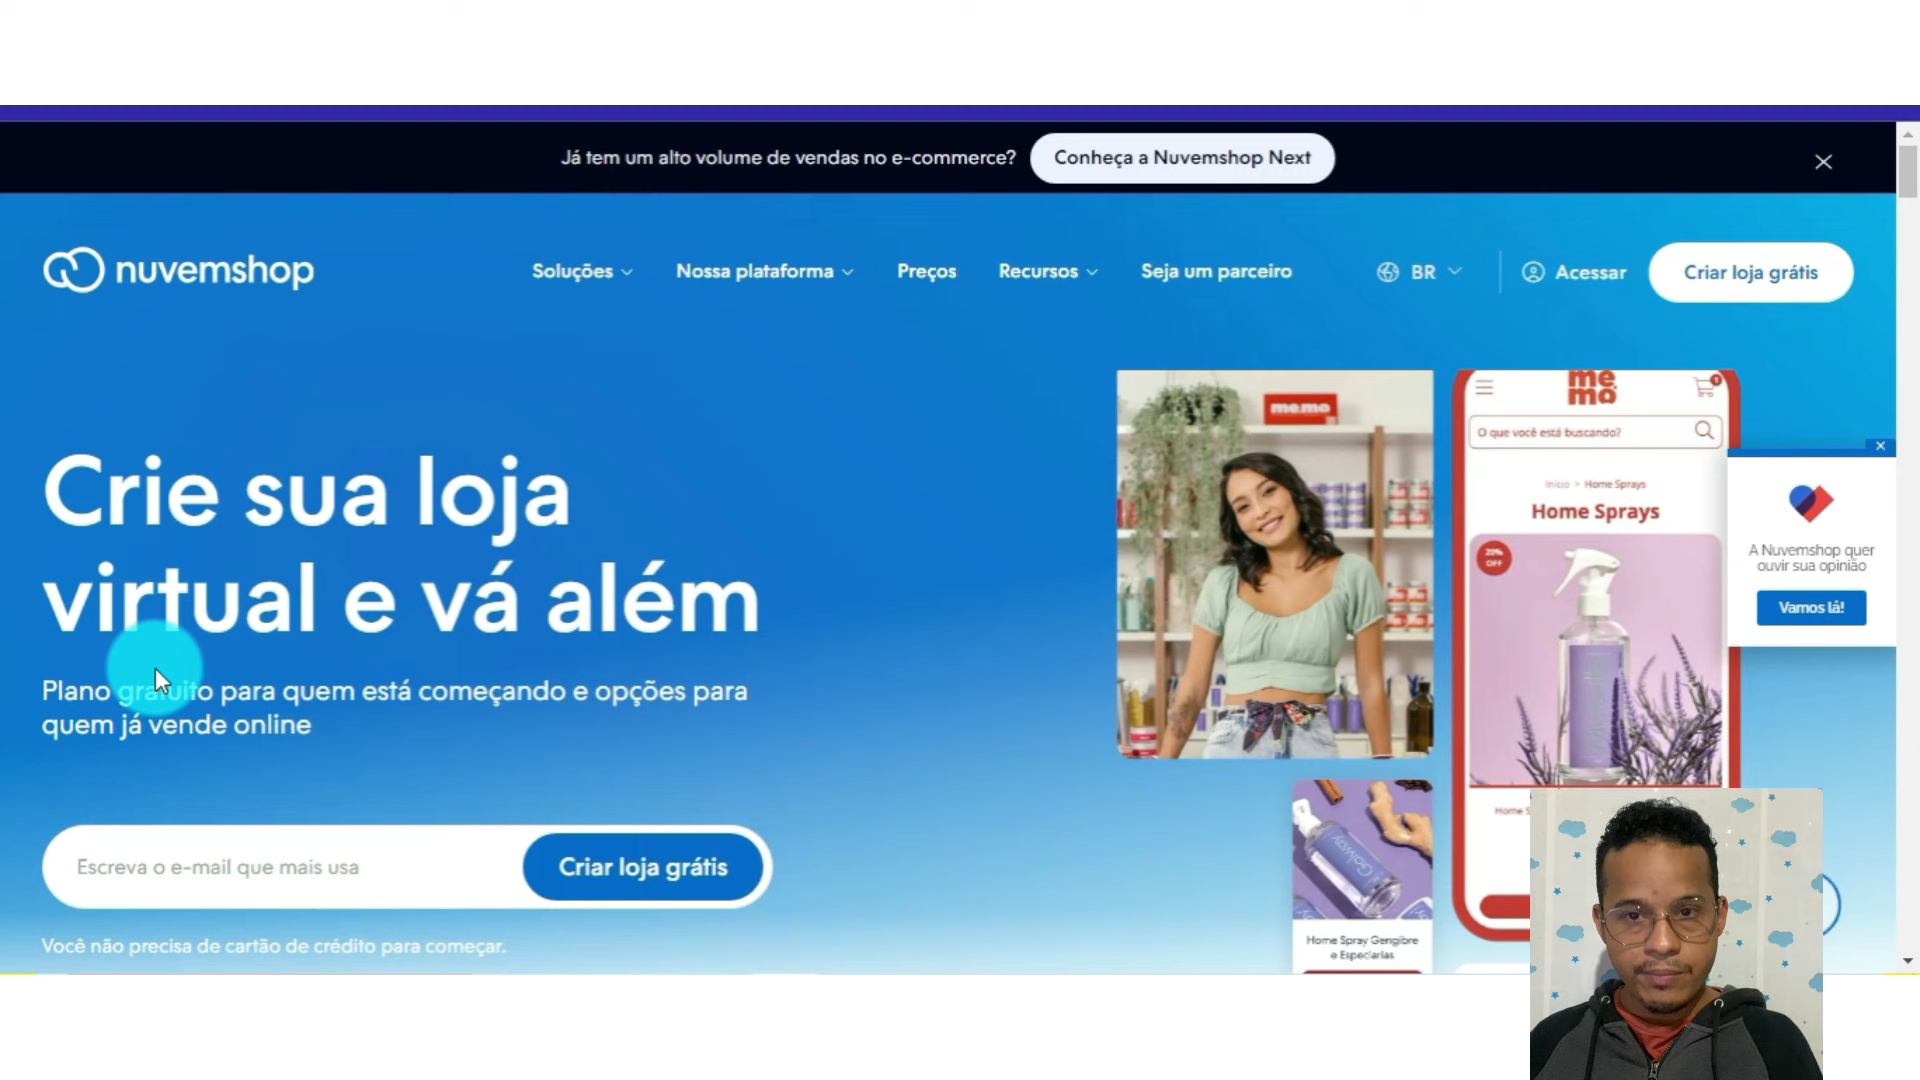 Já tem um alto volume de vendas no e-commerce?
Conheça a Nuvemshop Next
nuvemshop
Soluções
Nossa plataforma
Preços
Recursos
Seja um parceiro
BR
Acessar
Criar loja grátis
Crie sua loja
virtual e vá além
Plano gratuito para quem está começando e opções para
quem já vende online
Escreva o e-mail que mais usa
Criar loja grátis
Você não precisa de cartão de crédito para começar.
me.mo
me
mo
1
O que você está buscando?
Início > Home Sprays
Home Sprays
20%
OFF
Home S
Home Spray Gengibre
e Especiarias
A Nuvemshop quer
ouvir sua opinião
Vamos lá!